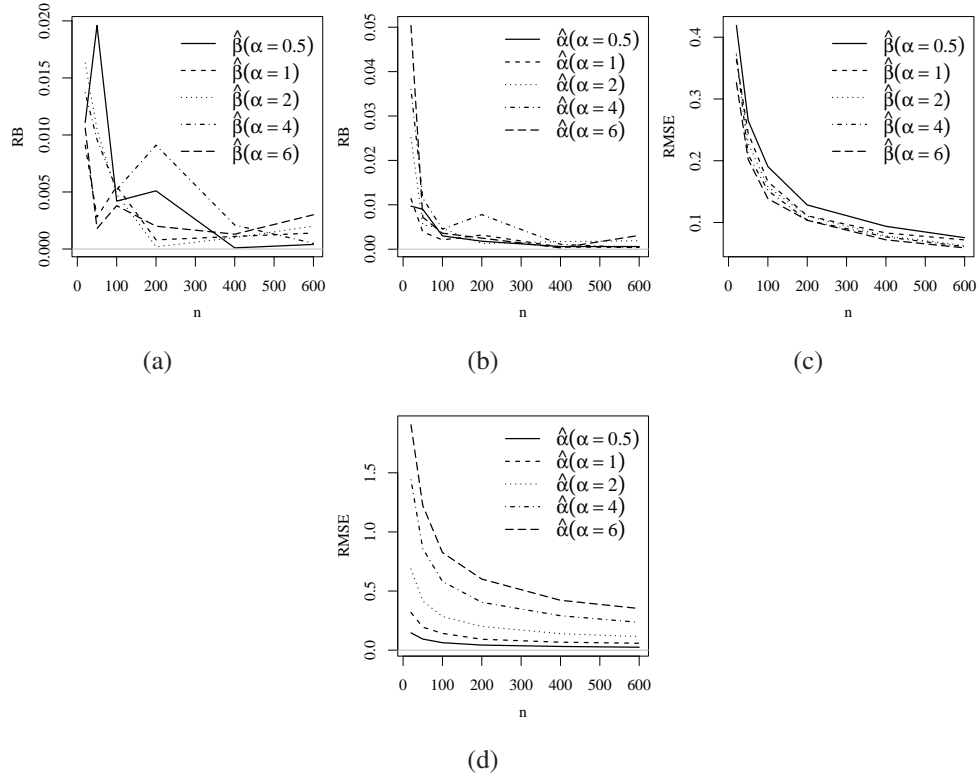 RB
0.000 0.005 0.010 0.015 0.020
β̂(α = 0.5)
β̂(α = 1)
β̂(α = 2)
β̂(α = 4)
β̂(α = 6)
0 100 200 300 400 500 600
n
(a)
RB
0.00 0.01 0.02 0.03 0.04 0.05
α̂(α = 0.5)
α̂(α = 1)
α̂(α = 2)
α̂(α = 4)
α̂(α = 6)
0 100 200 300 400 500 600
n
(b)
RMSE
0.1 0.2 0.3 0.4
β̂(α = 0.5)
β̂(α = 1)
β̂(α = 2)
β̂(α = 4)
β̂(α = 6)
0 100 200 300 400 500 600
n
(c)
RMSE
0.0 0.5 1.0 1.5
α̂(α = 0.5)
α̂(α = 1)
α̂(α = 2)
α̂(α = 4)
α̂(α = 6)
0 100 200 300 400 500 600
n
(d)